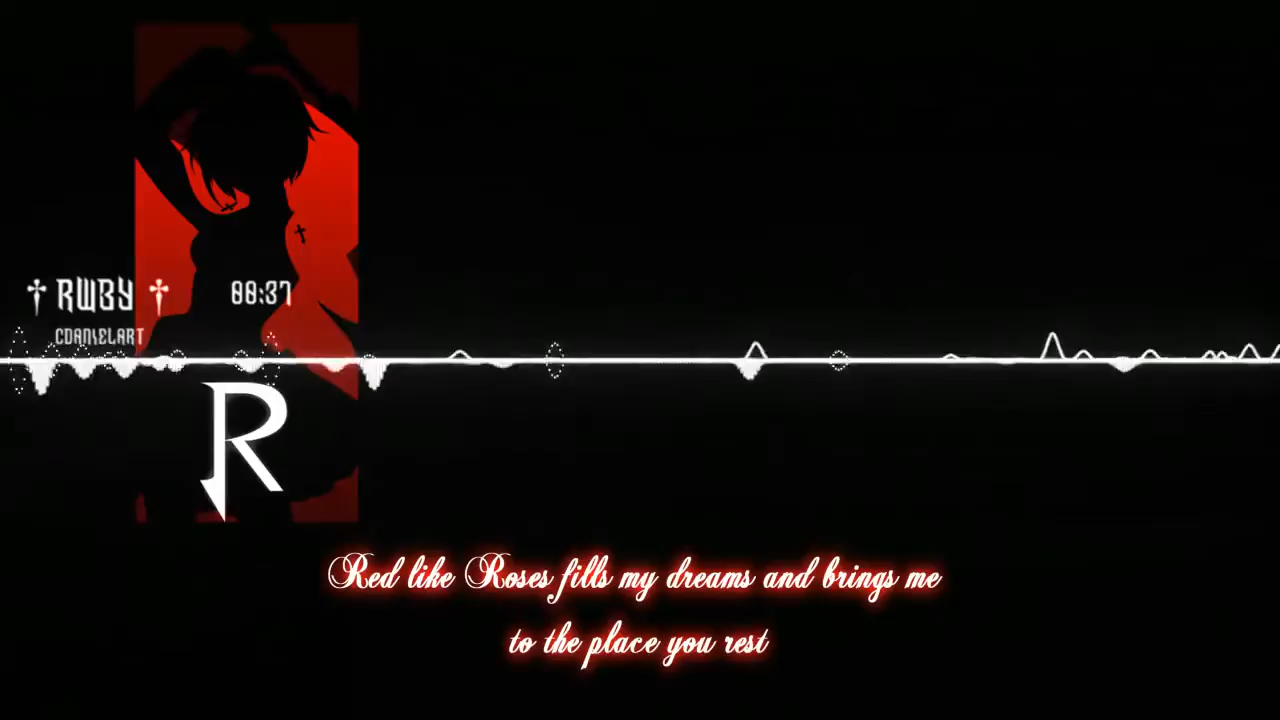 † RWBY †
00:37
CDANIELART
R
Red like Roses fills my dreams and brings me
to the place you rest